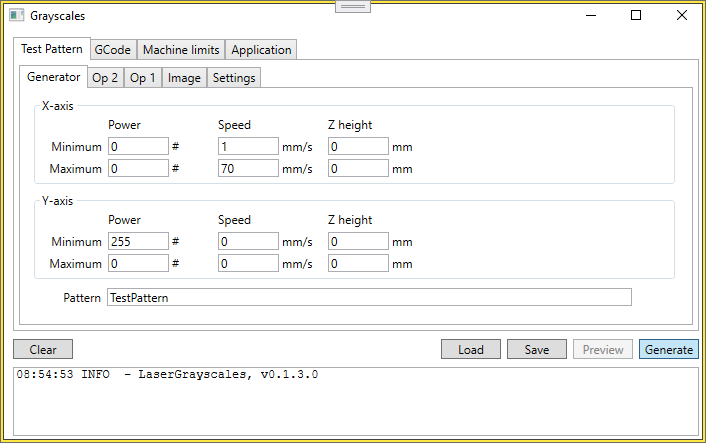 Grayscales
Test Pattern GCode Machine limits Application
Generator Op 2 Op 1 Image Settings
X-axis
Power Speed Z height
Minimum 0 # 1 mm/s 0 mm
Maximum 0 # 70 mm/s 0 mm
Y-axis
Power Speed Z height
Minimum 255 # 0 mm/s 0 mm
Maximum 0 # 0 mm/s 0 mm
Pattern TestPattern
Clear Load Save Preview Generate
08:54:53 INFO - LaserGrayscales, v0.1.3.0